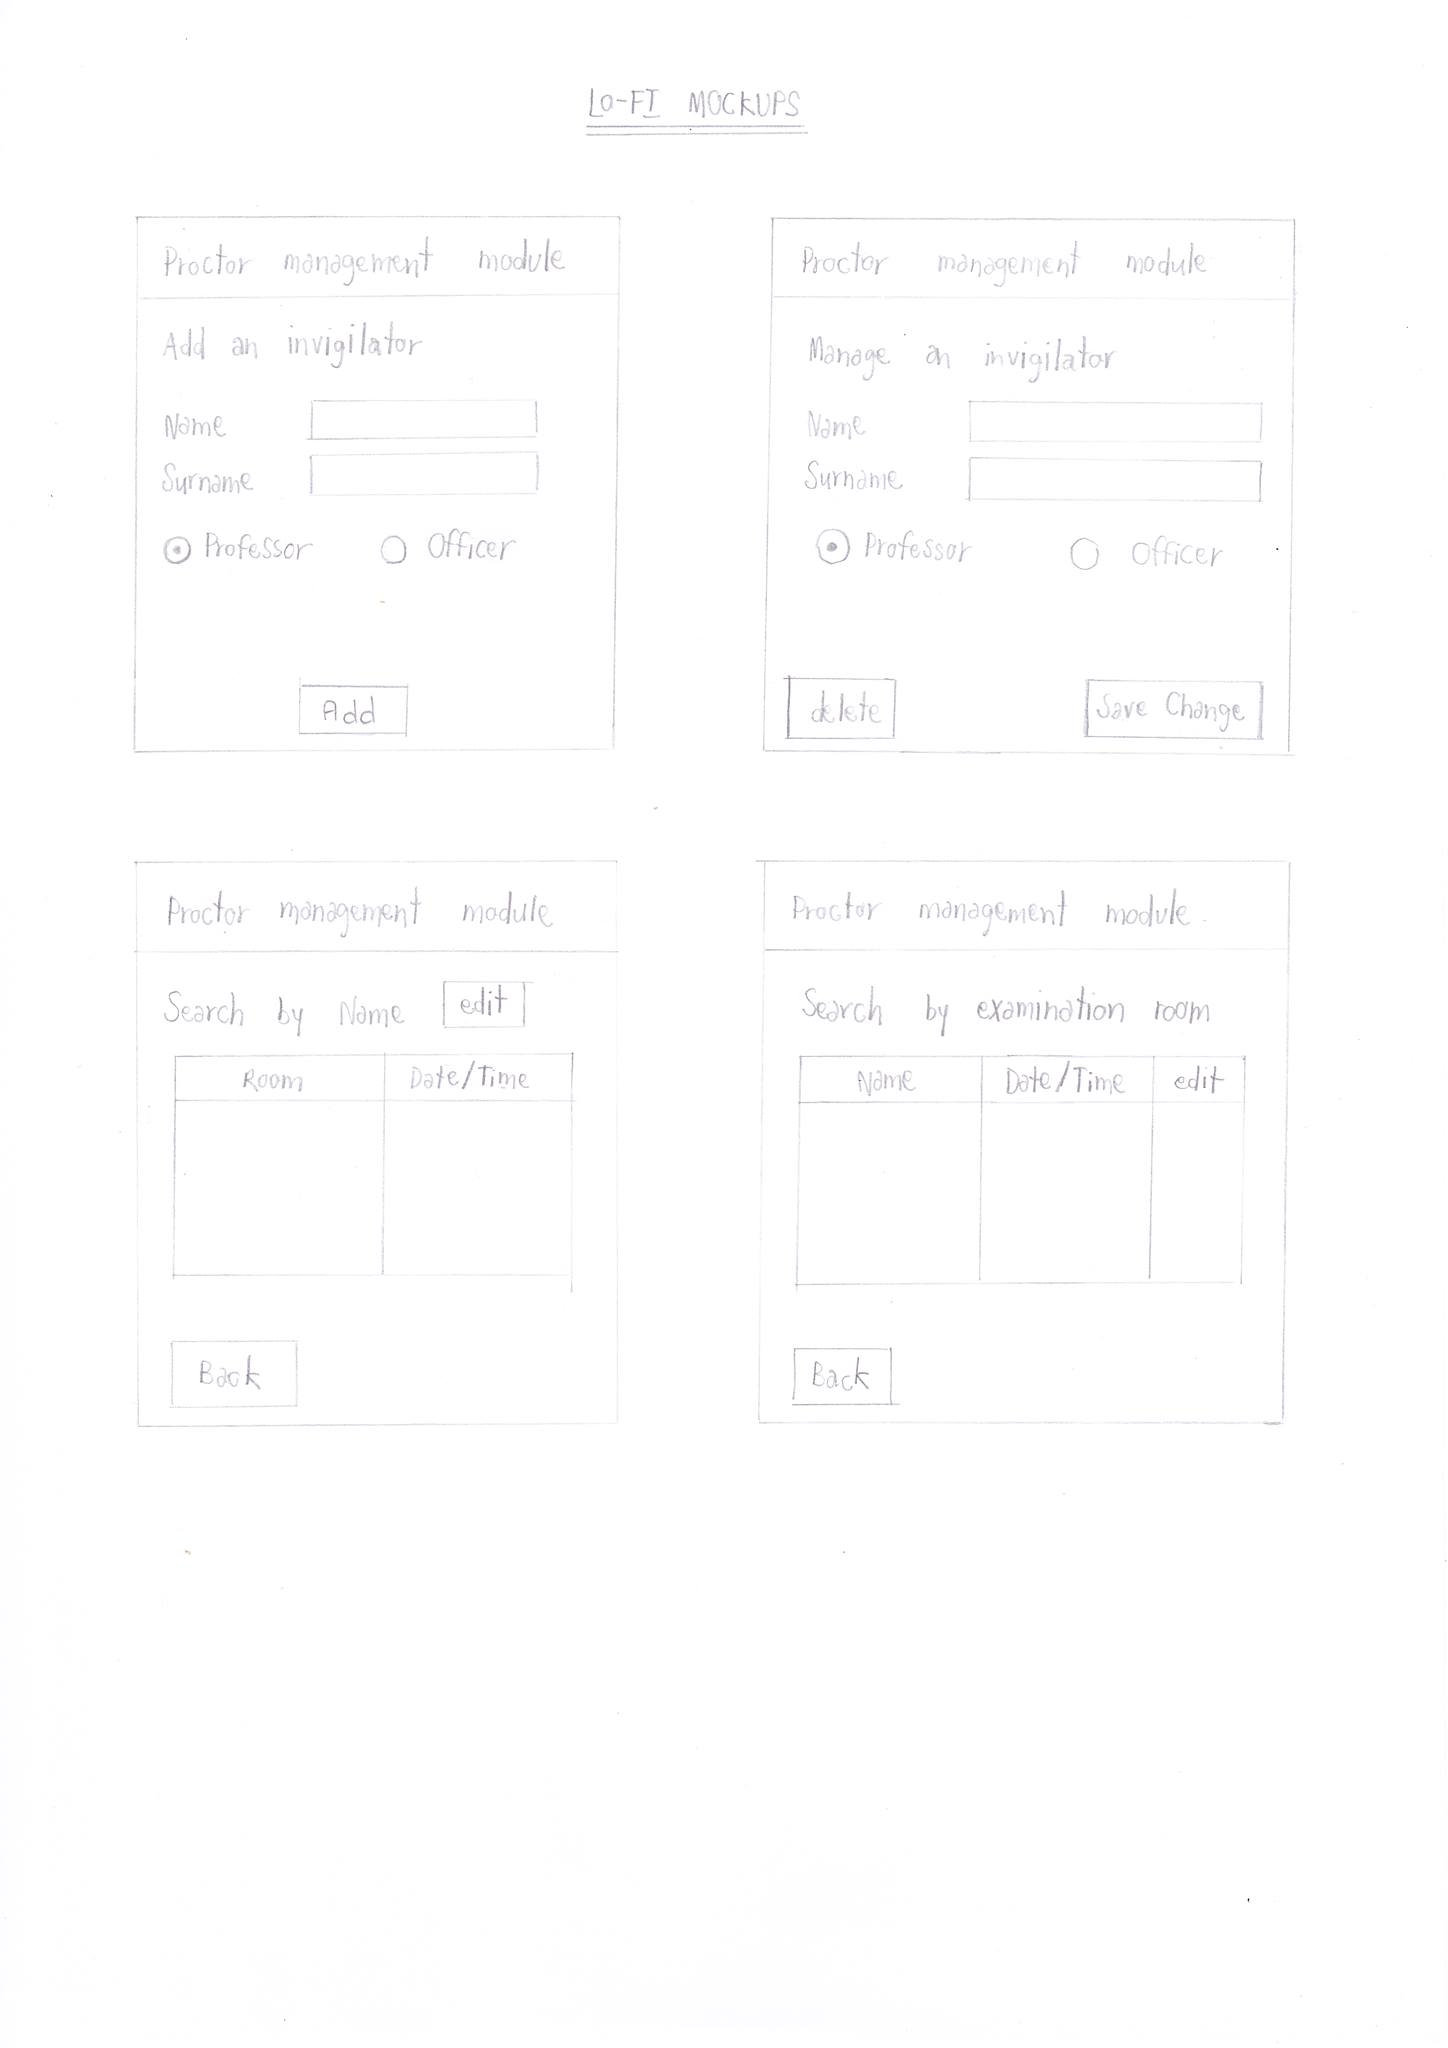 LO-FI MOCKUPS
Proctor management module
Add an invigilator
Name
Surname
Professor Officer
Add
Proctor management module
Manage an invigilator
Name
Surname
Professor Officer
delete Save Change
Proctor management module
Search by Name edit
Room Date/Time
Back
Proctor management module
Search by examination room
Name Date/Time edit
Back